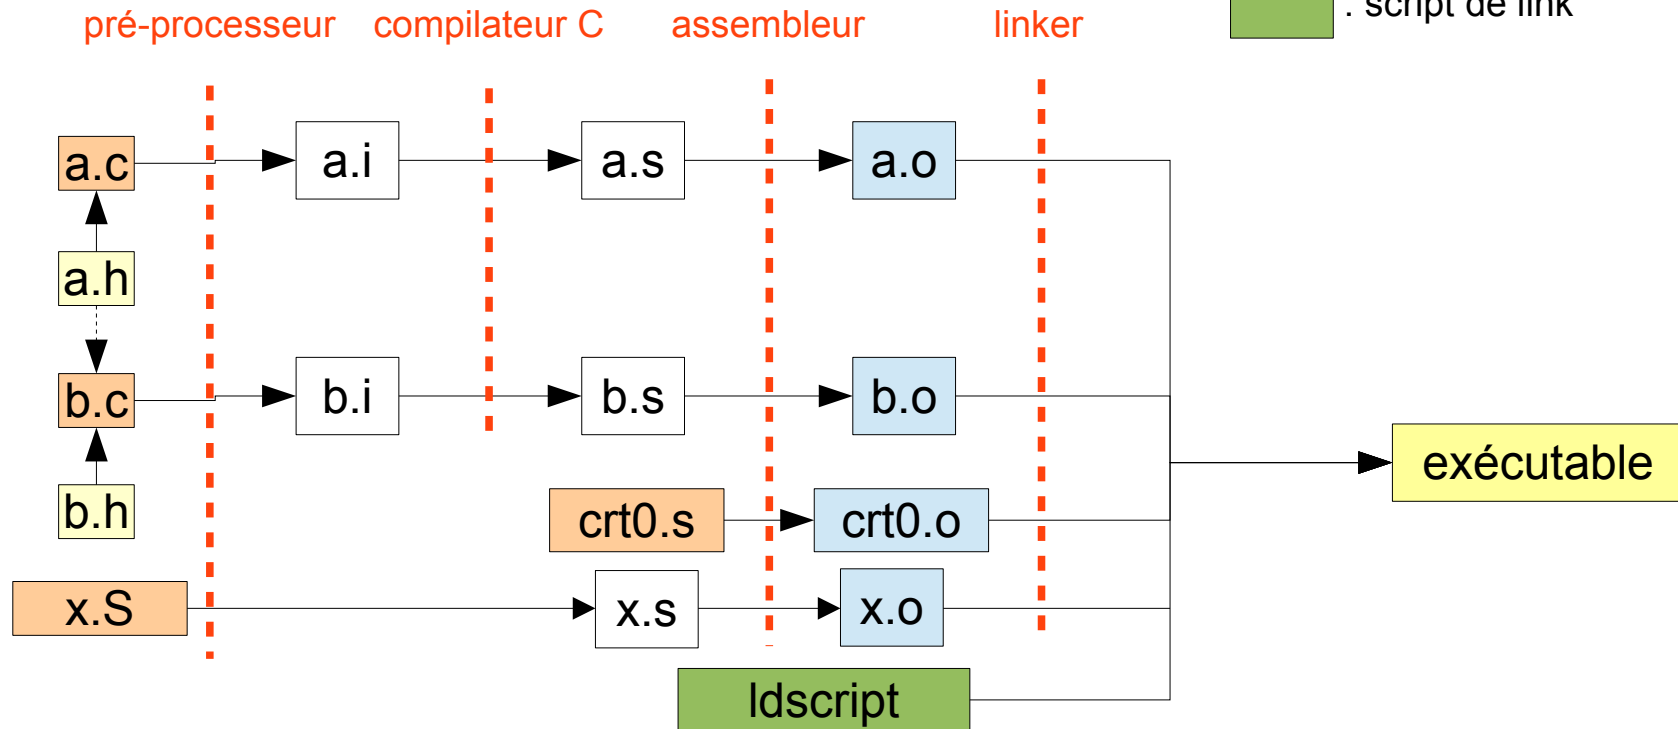 : script de link
pré-processeur compilateur C assembleur linker
a.c a.i a.s a.o
a.h
b.c b.i b.s b.o
exécutable
b.h crt0.s crt0.o
x.S x.s x.o
ldscript